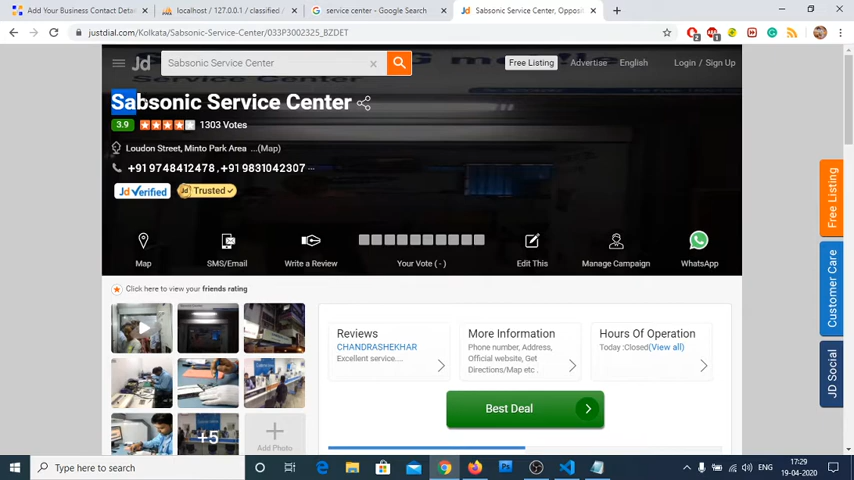 Add Your Business Contact Detai
localhost / 127.0.0.1 / classified /
service center - Google Search
Sabsonic Service Center, Opposi
justdial.com/Kolkata/Sabsonic-Service-Center/033P3002325_BZDET
Jd
Sabsonic Service Center
Free Listing
Advertise
English
Login / Sign Up
Sabsonic Service Center
3.9
1303 Votes
Loudon Street, Minto Park Area ...(Map)
+91 9748412478 ,+91 9831042307 ...
Jd Verified
Jd Trusted
Map
SMS/Email
Write a Review
Your Vote ( - )
Edit This
Manage Campaign
WhatsApp
Free Listing
Customer Care
JD Social
Click here to view your friends rating
Reviews
CHANDRASHEKHAR
Excellent service....
More Information
Phone number, Address,
Official website, Get
Directions/Map etc .
Hours Of Operation
Today :Closed(View all)
Best Deal
+5
Add Photo
Type here to search
ENG
17:29
19-04-2020